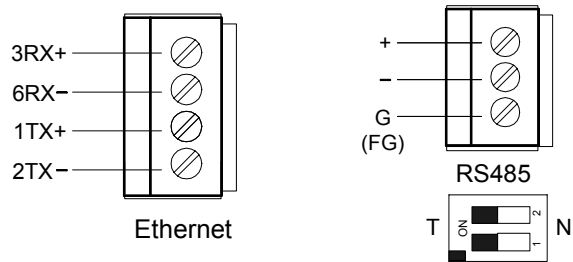 3RX+
6RX−
1TX+
2TX−
Ethernet
+
−
G
(FG)
RS485
T
ON
2
1
N